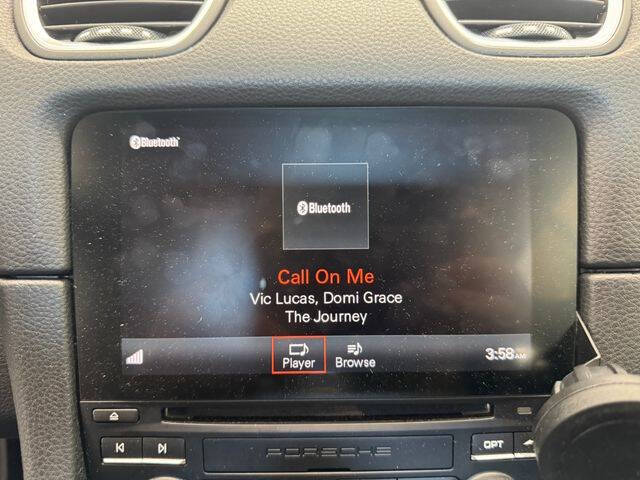 Bluetooth
Bluetooth
Call On Me
Vic Lucas, Domi Grace
The Journey
Player
Browse
3:58AM
PORSCHE
OPT